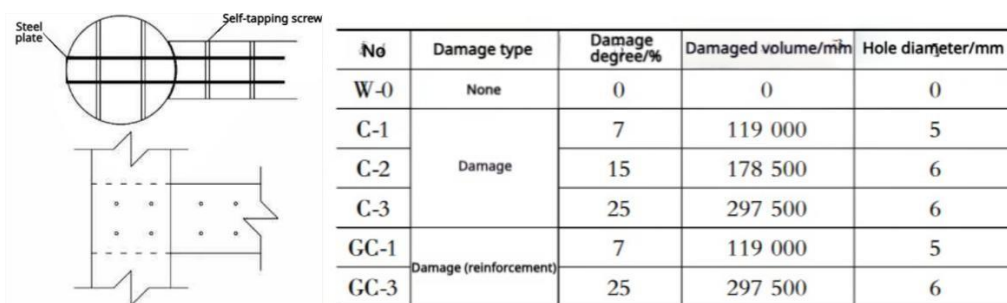 Steel
plate
Self-tapping screw
No Damage type Damage degree/% Damaged volume/mm³ Hole diameter/mm
W-0 None 0 0 0
C-1 Damage 7 119 000 5
C-2 15 178 500 6
C-3 25 297 500 6
GC-1 Damage (reinforcement) 7 119 000 5
GC-3 25 297 500 6